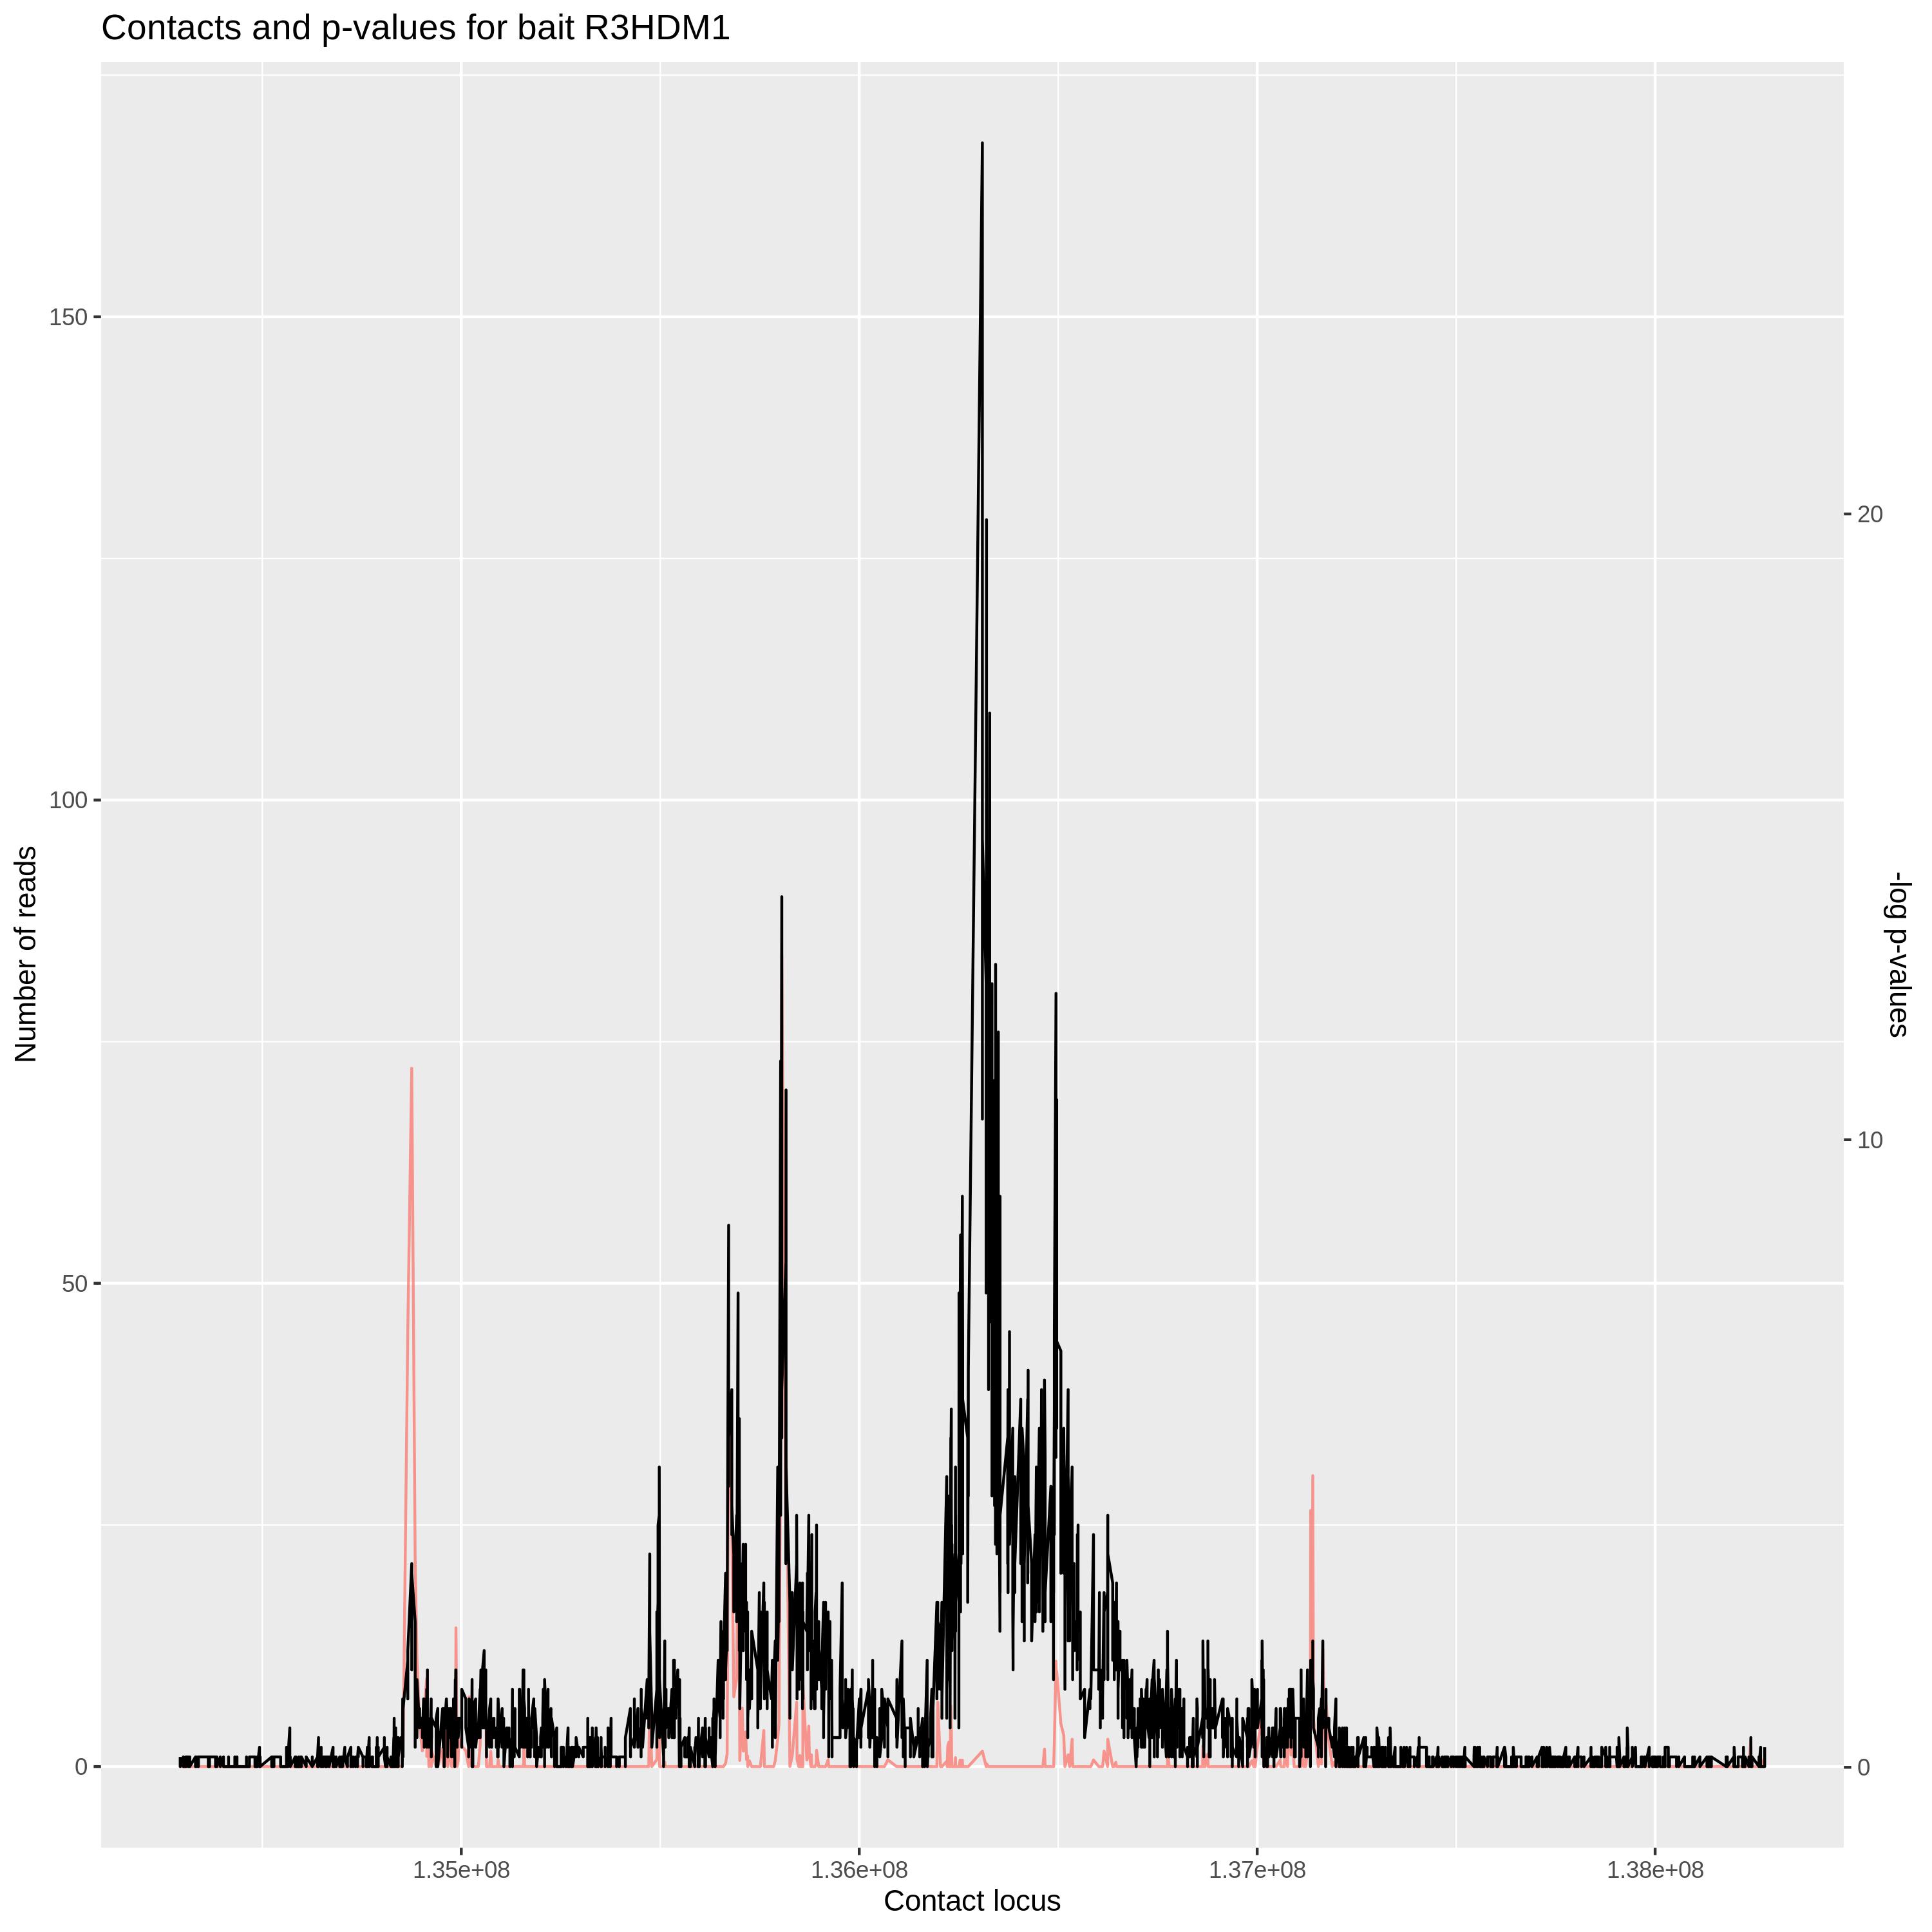 Contacts and p-values for bait R3HDM1
150
100
50
0
20
10
0
Number of reads
-log p-values
1.35e+08 1.36e+08 1.37e+08 1.38e+08
Contact locus